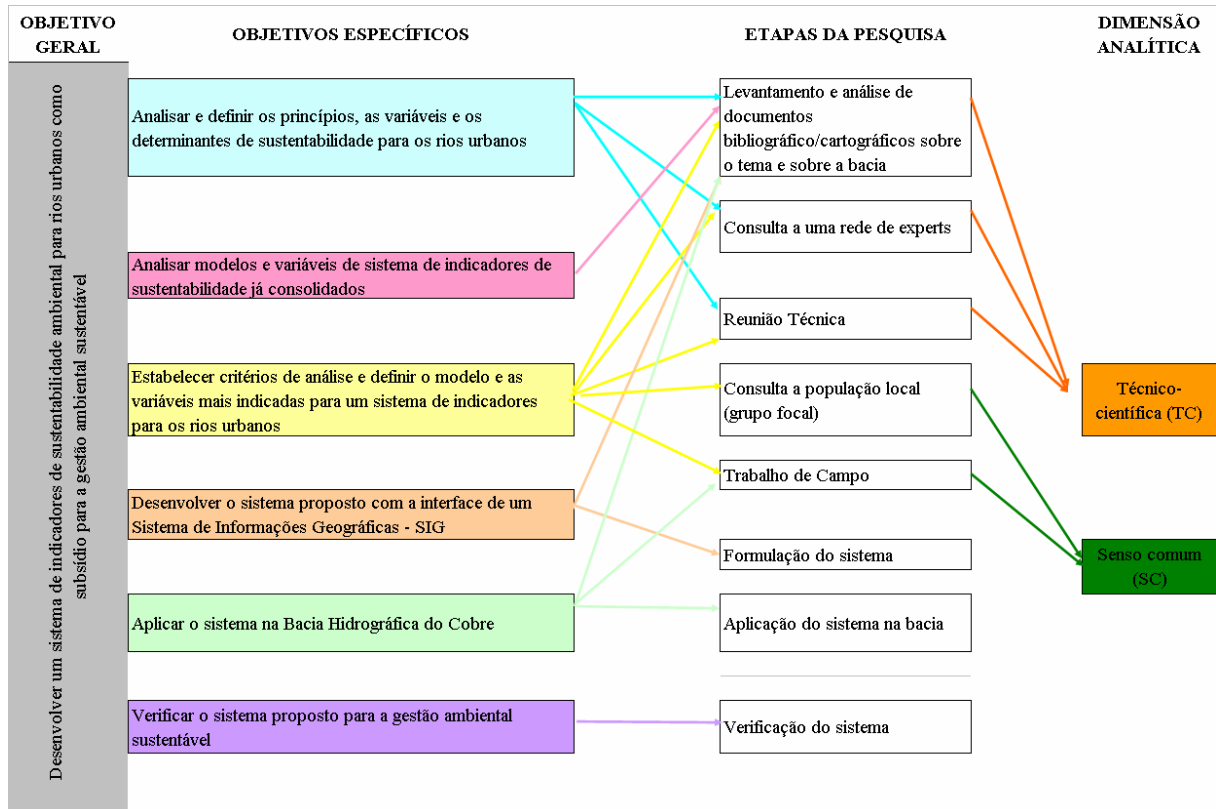 OBJETIVO
GERAL
OBJETIVOS ESPECÍFICOS
ETAPAS DA PESQUISA
DIMENSÃO
ANALÍTICA
Desenvolver um sistema de indicadores de sustentabilidade ambiental para rios urbanos como
subsídio para a gestão ambiental sustentável
Analisar e definir os princípios, as variáveis e os
determinantes de sustentabilidade para os rios urbanos
Analisar modelos e variáveis de sistema de indicadores de
sustentabilidade já consolidados
Estabelecer critérios de análise e definir o modelo e as
variáveis mais indicadas para um sistema de indicadores
para os rios urbanos
Desenvolver o sistema proposto com a interface de um
Sistema de Informações Geográficas - SIG
Aplicar o sistema na Bacia Hidrográfica do Cobre
Verificar o sistema proposto para a gestão ambiental
sustentável
Levantamento e análise de
documentos
bibliográfico/cartográficos sobre
o tema e sobre a bacia
Consulta a uma rede de experts
Reunião Técnica
Consulta a população local
(grupo focal)
Trabalho de Campo
Formulação do sistema
Aplicação do sistema na bacia
Verificação do sistema
Técnico-
científica (TC)
Senso comum
(SC)